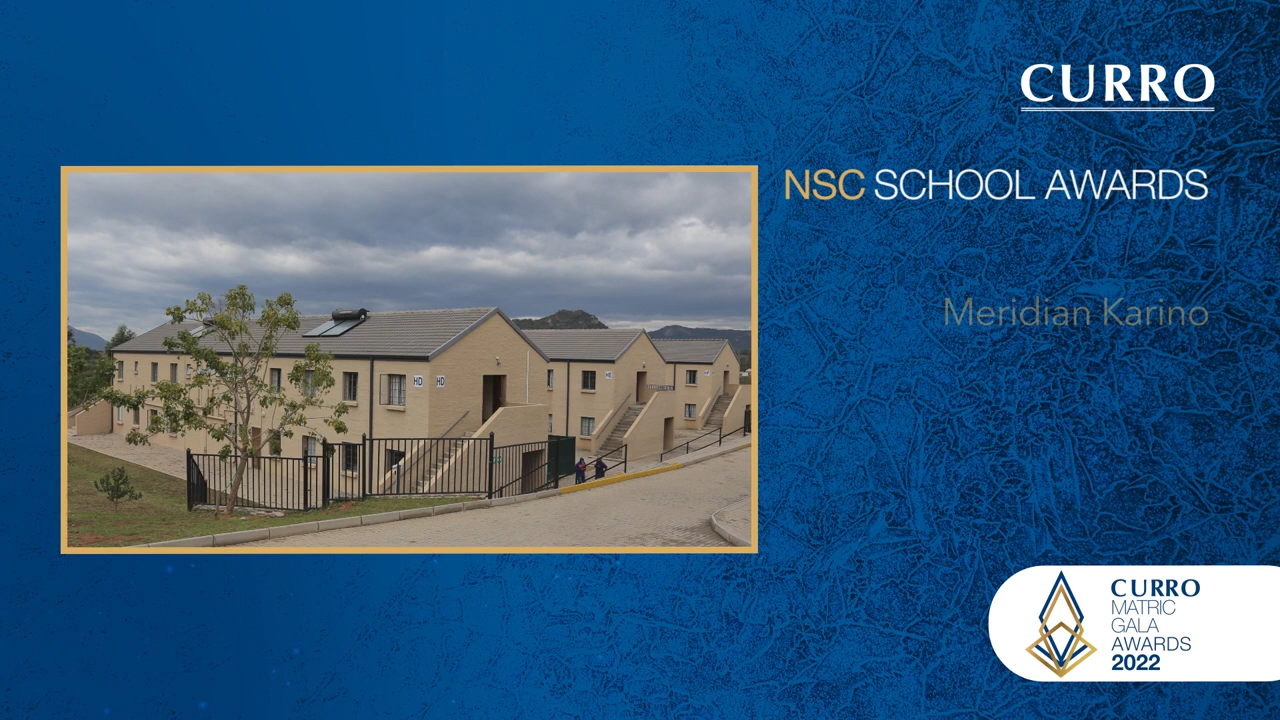 CURRO
NSC SCHOOL AWARDS
Meridian Karino
HD HD
CURRO
MATRIC
GALA
AWARDS
2022